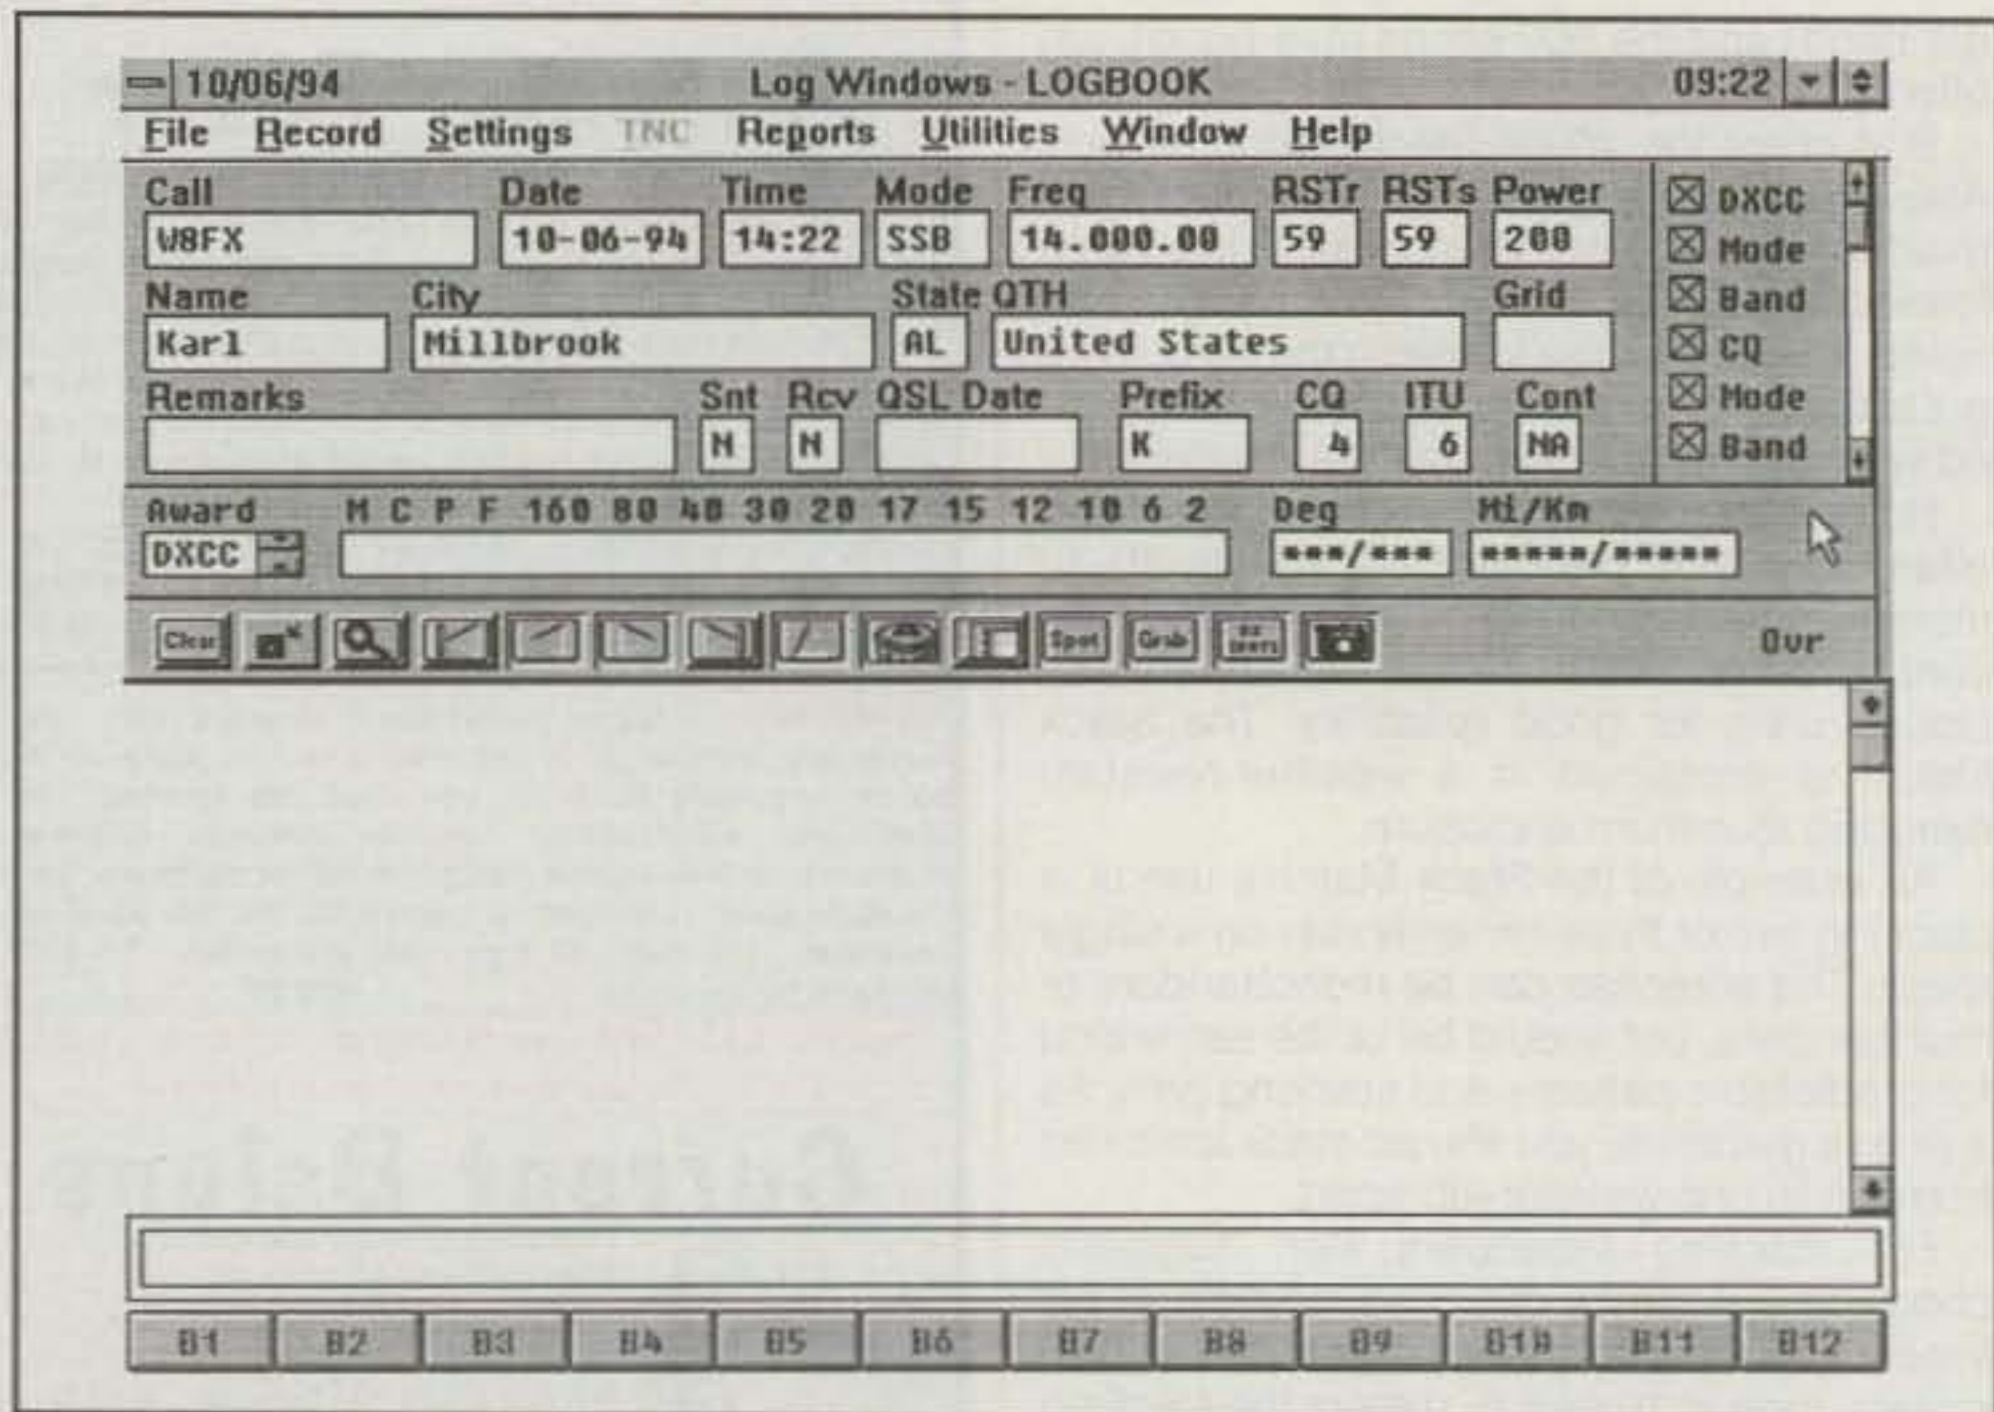 10/06/94 Log Windows - LOGBOOK 09:22
File Record Settings TNC Reports Utilities Window Help
Call Date Time Mode Freq RSTr RSTs Power
W8FX 10-06-94 14:22 SSB 14.000.00 59 59 200
Name City State QTH Grid
Karl Millbrook AL United States
Remarks Snt Rcv QSL Date Prefix CQ ITU Cont
N N K 4 6 NA
DXCC
Mode
Band
CQ
Mode
Band
Award M C P F 160 80 40 30 20 17 15 12 10 6 2 Deg Mi/Km
DXCC ***/*** *****/*****
Clear Spot Grab DX SPOTS Ovr
B1 B2 B3 B4 B5 B6 B7 B8 B9 B10 B11 B12